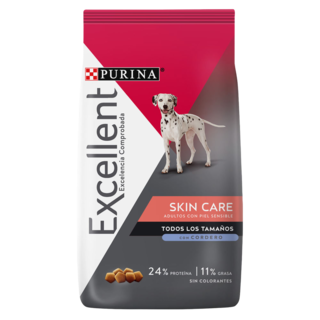 PURINA
Excellent
Excelencia Comprobada
SKIN CARE
ADULTOS CON PIEL SENSIBLE
TODOS LOS TAMAÑOS
CON CORDERO
24% PROTEÍNA
11% GRASA
SIN COLORANTES